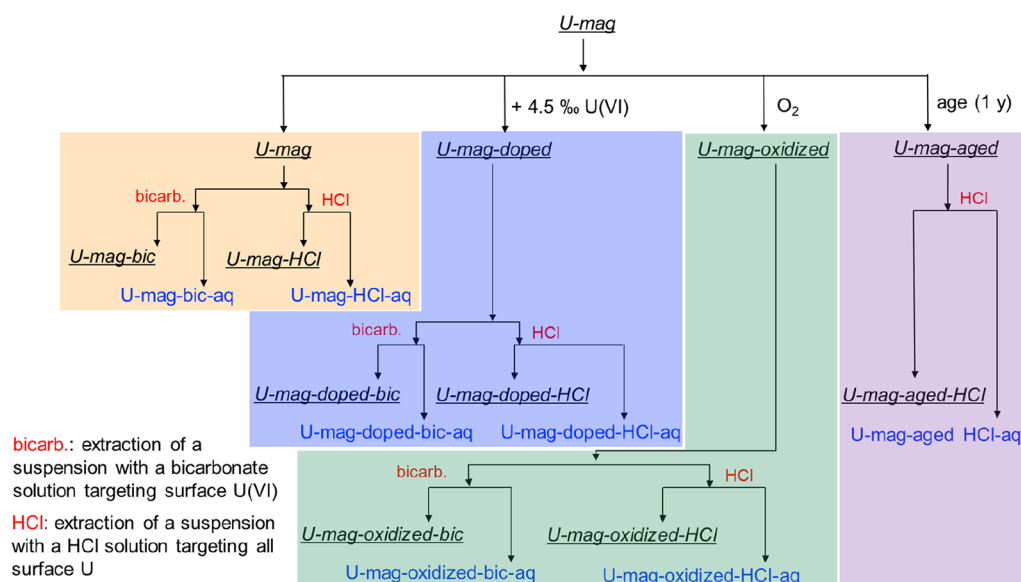 U-mag
+ 4.5 ‰ U(VI)
O2
age (1 y)
U-mag
U-mag-doped
U-mag-oxidized
U-mag-aged
bicarb.
HCl
HCl
U-mag-bic
U-mag-HCl
U-mag-bic-aq
U-mag-HCl-aq
bicarb.
HCl
U-mag-doped-bic
U-mag-doped-HCl
U-mag-aged-HCl
U-mag-doped-bic-aq
U-mag-doped-HCl-aq
U-mag-aged HCl-aq
bicarb.: extraction of a
suspension with a bicarbonate
solution targeting surface U(VI)
HCl: extraction of a suspension
with a HCl solution targeting all
surface U
bicarb.
HCl
U-mag-oxidized-bic
U-mag-oxidized-HCl
U-mag-oxidized-bic-aq
U-mag-oxidized-HCl-aq